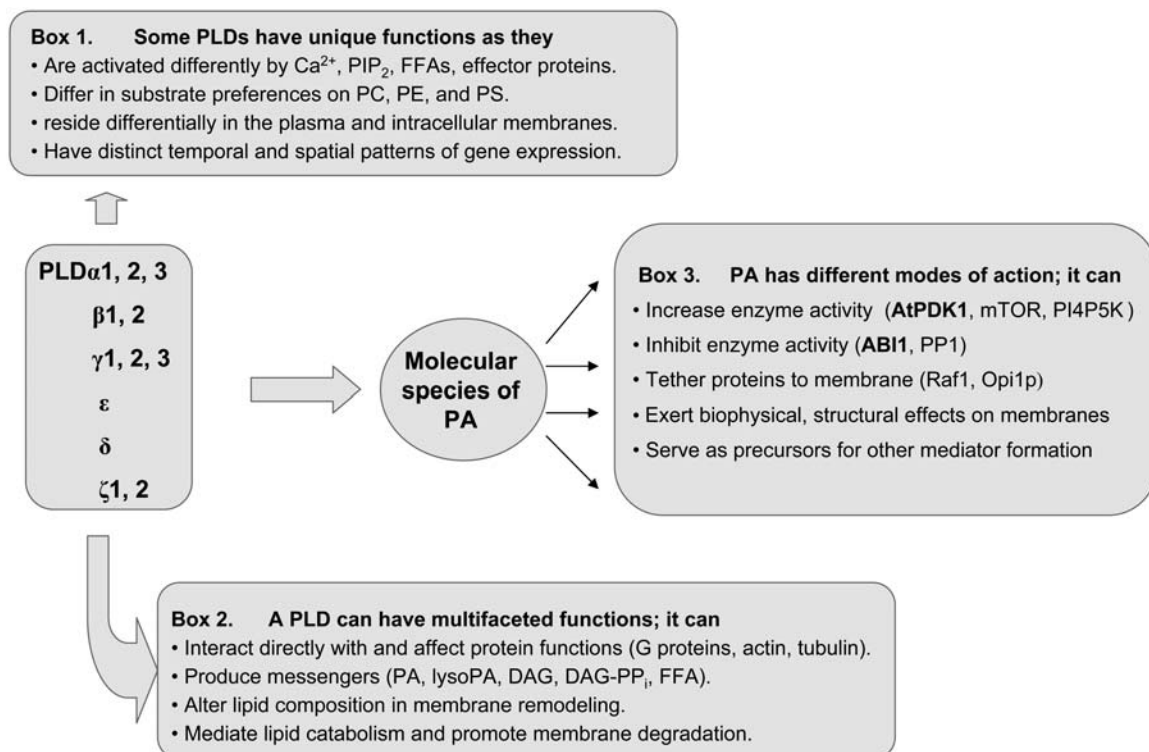 Box 1. Some PLDs have unique functions as they
• Are activated differently by Ca²⁺, PIP₂, FFAs, effector proteins.
• Differ in substrate preferences on PC, PE, and PS.
• reside differentially in the plasma and intracellular membranes.
• Have distinct temporal and spatial patterns of gene expression.
PLDα1, 2, 3
β1, 2
γ1, 2, 3
ε
δ
ζ1, 2
Molecular
species of
PA
Box 3. PA has different modes of action; it can
• Increase enzyme activity (AtPDK1, mTOR, PI4P5K)
• Inhibit enzyme activity (ABI1, PP1)
• Tether proteins to membrane (Raf1, Opi1p)
• Exert biophysical, structural effects on membranes
• Serve as precursors for other mediator formation
Box 2. A PLD can have multifaceted functions; it can
• Interact directly with and affect protein functions (G proteins, actin, tubulin).
• Produce messengers (PA, lysoPA, DAG, DAG-PPᵢ, FFA).
• Alter lipid composition in membrane remodeling.
• Mediate lipid catabolism and promote membrane degradation.